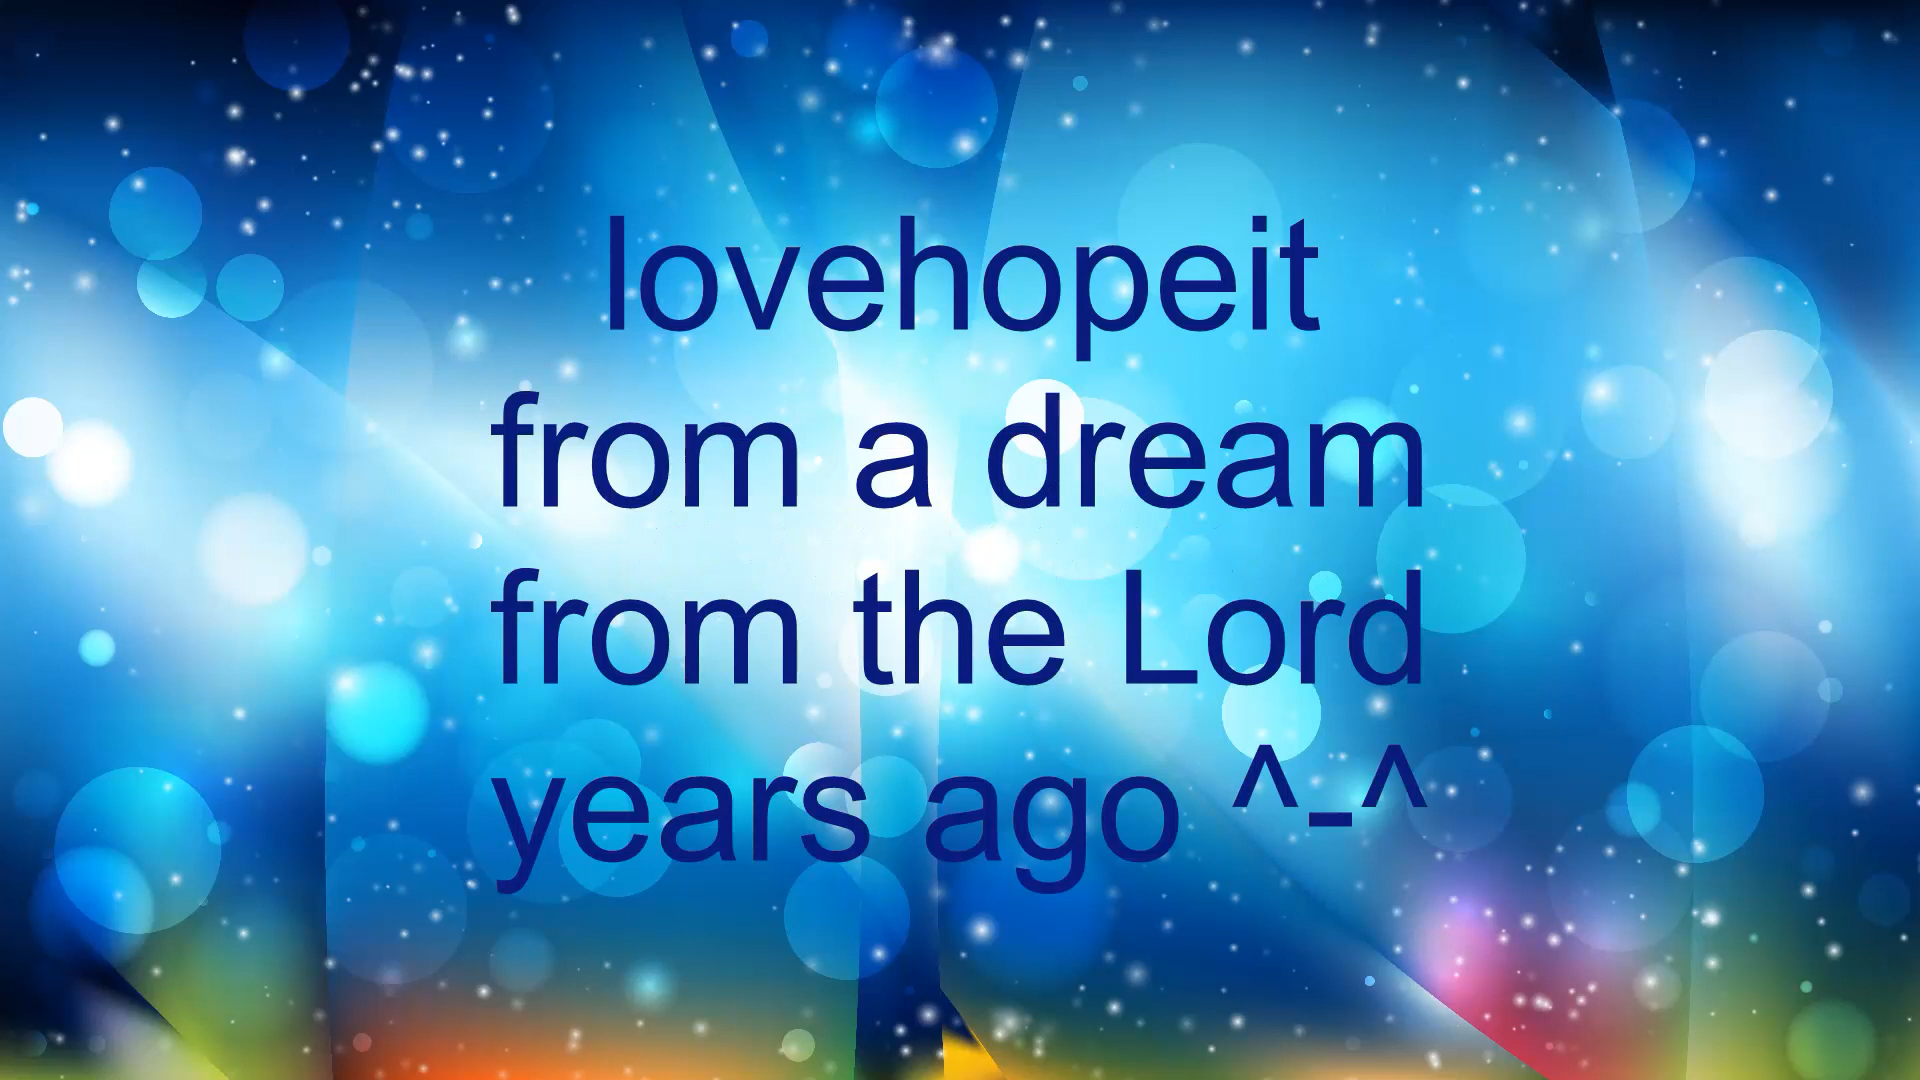 lovehopeit
from a dream
from the Lord
years ago ^-^